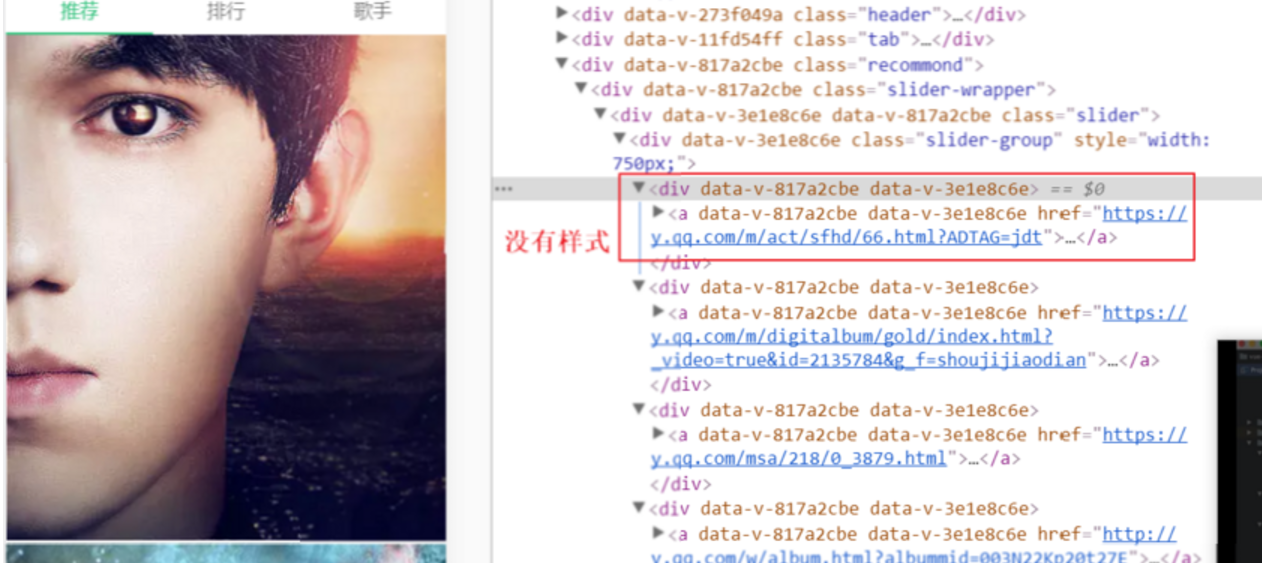 推荐 排行 歌手
▶<div data-v-273f049a class="header">…</div>
▶<div data-v-11fd54ff class="tab">…</div>
▼<div data-v-817a2cbe class="recommond">
▼<div data-v-817a2cbe class="slider-wrapper">
▼<div data-v-3e1e8c6e data-v-817a2cbe class="slider">
▼<div data-v-3e1e8c6e class="slider-group" style="width:
750px;">
… ▼<div data-v-817a2cbe data-v-3e1e8c6e> == $0
▶<a data-v-817a2cbe data-v-3e1e8c6e href="https://
y.qq.com/m/act/sfhd/66.html?ADTAG=jdt">…</a>
没有样式
</div>
▼<div data-v-817a2cbe data-v-3e1e8c6e>
▶<a data-v-817a2cbe data-v-3e1e8c6e href="https://
y.qq.com/m/digitalbum/gold/index.html?
_video=true&id=2135784&g_f=shoujijiaodian">…</a>
</div>
▼<div data-v-817a2cbe data-v-3e1e8c6e>
▶<a data-v-817a2cbe data-v-3e1e8c6e href="https://
y.qq.com/msa/218/0_3879.html">…</a>
</div>
▼<div data-v-817a2cbe data-v-3e1e8c6e>
▶<a data-v-817a2cbe data-v-3e1e8c6e href="http://
y.qq.com/w/album.html?albummid=003N22Kp20t27E">…</a>